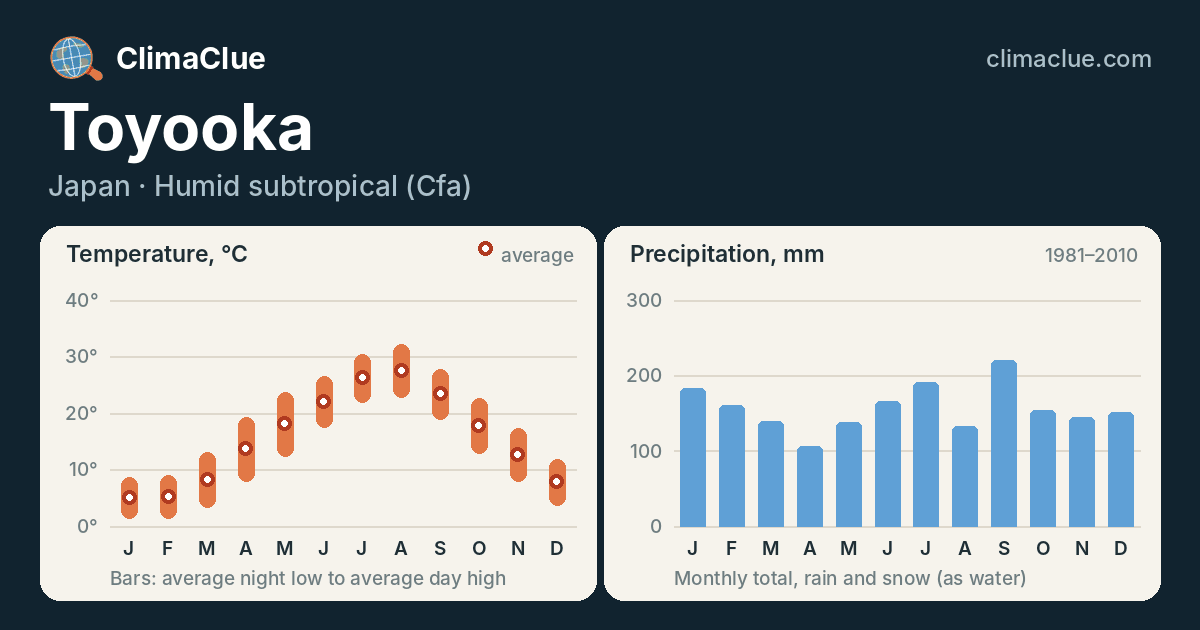 ClimaClue
climaclue.com
Toyooka
Japan · Humid subtropical (Cfa)
Temperature, °C
average
40°
30°
20°
10°
0°
J F M A M J J A S O N D
Bars: average night low to average day high
Precipitation, mm
1981–2010
300
200
100
0
J F M A M J J A S O N D
Monthly total, rain and snow (as water)